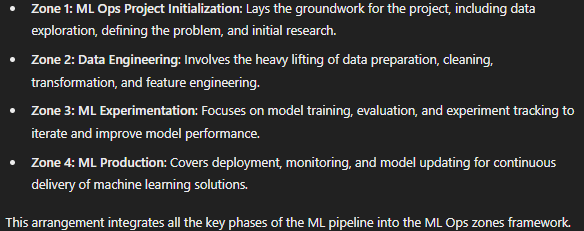 • Zone 1: ML Ops Project Initialization: Lays the groundwork for the project, including data
exploration, defining the problem, and initial research.
• Zone 2: Data Engineering: Involves the heavy lifting of data preparation, cleaning,
transformation, and feature engineering.
• Zone 3: ML Experimentation: Focuses on model training, evaluation, and experiment tracking to
iterate and improve model performance.
• Zone 4: ML Production: Covers deployment, monitoring, and model updating for continuous
delivery of machine learning solutions.
This arrangement integrates all the key phases of the ML pipeline into the ML Ops zones framework.